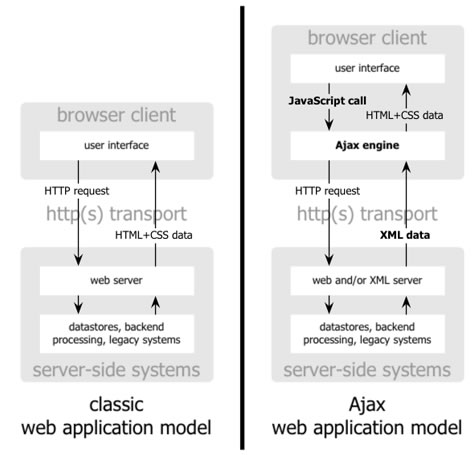 browser client
user interface
HTTP request
http(s) transport
HTML+CSS data
web server
datastores, backend
processing, legacy systems
server-side systems
classic
web application model
browser client
user interface
JavaScript call
HTML+CSS data
Ajax engine
HTTP request
http(s) transport
XML data
web and/or XML server
datastores, backend
processing, legacy systems
server-side systems
Ajax
web application model